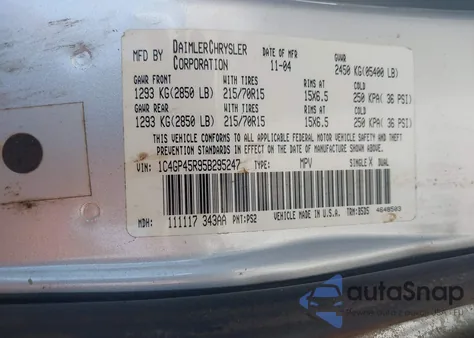 MFD BY DAIMLERCHRYSLER CORPORATION DATE OF MFR 11-04 GVWR 2450 KG(05400 LB)
GAWR FRONT WITH TIRES RIMS AT COLD
1293 KG(2850 LB) 215/70R15 15X6.5 250 KPA( 36 PSI)
GAWR REAR WITH TIRES RIMS AT COLD
1293 KG(2850 LB) 215/70R15 15X6.5 250 KPA( 36 PSI)
THIS VEHICLE CONFORMS TO ALL APPLICABLE FEDERAL MOTOR VEHICLE SAFETY AND THEFT
PREVENTION STANDARDS IN EFFECT ON THE DATE OF MANUFACTURE SHOWN ABOVE.
VIN: 1C4GP45R95B295247 TYPE: MPV SINGLE X DUAL
MDH: 111117 343AA PNT: PS2 VEHICLE MADE IN U.S.A. TRM: B5D5 4648503
autoSnap